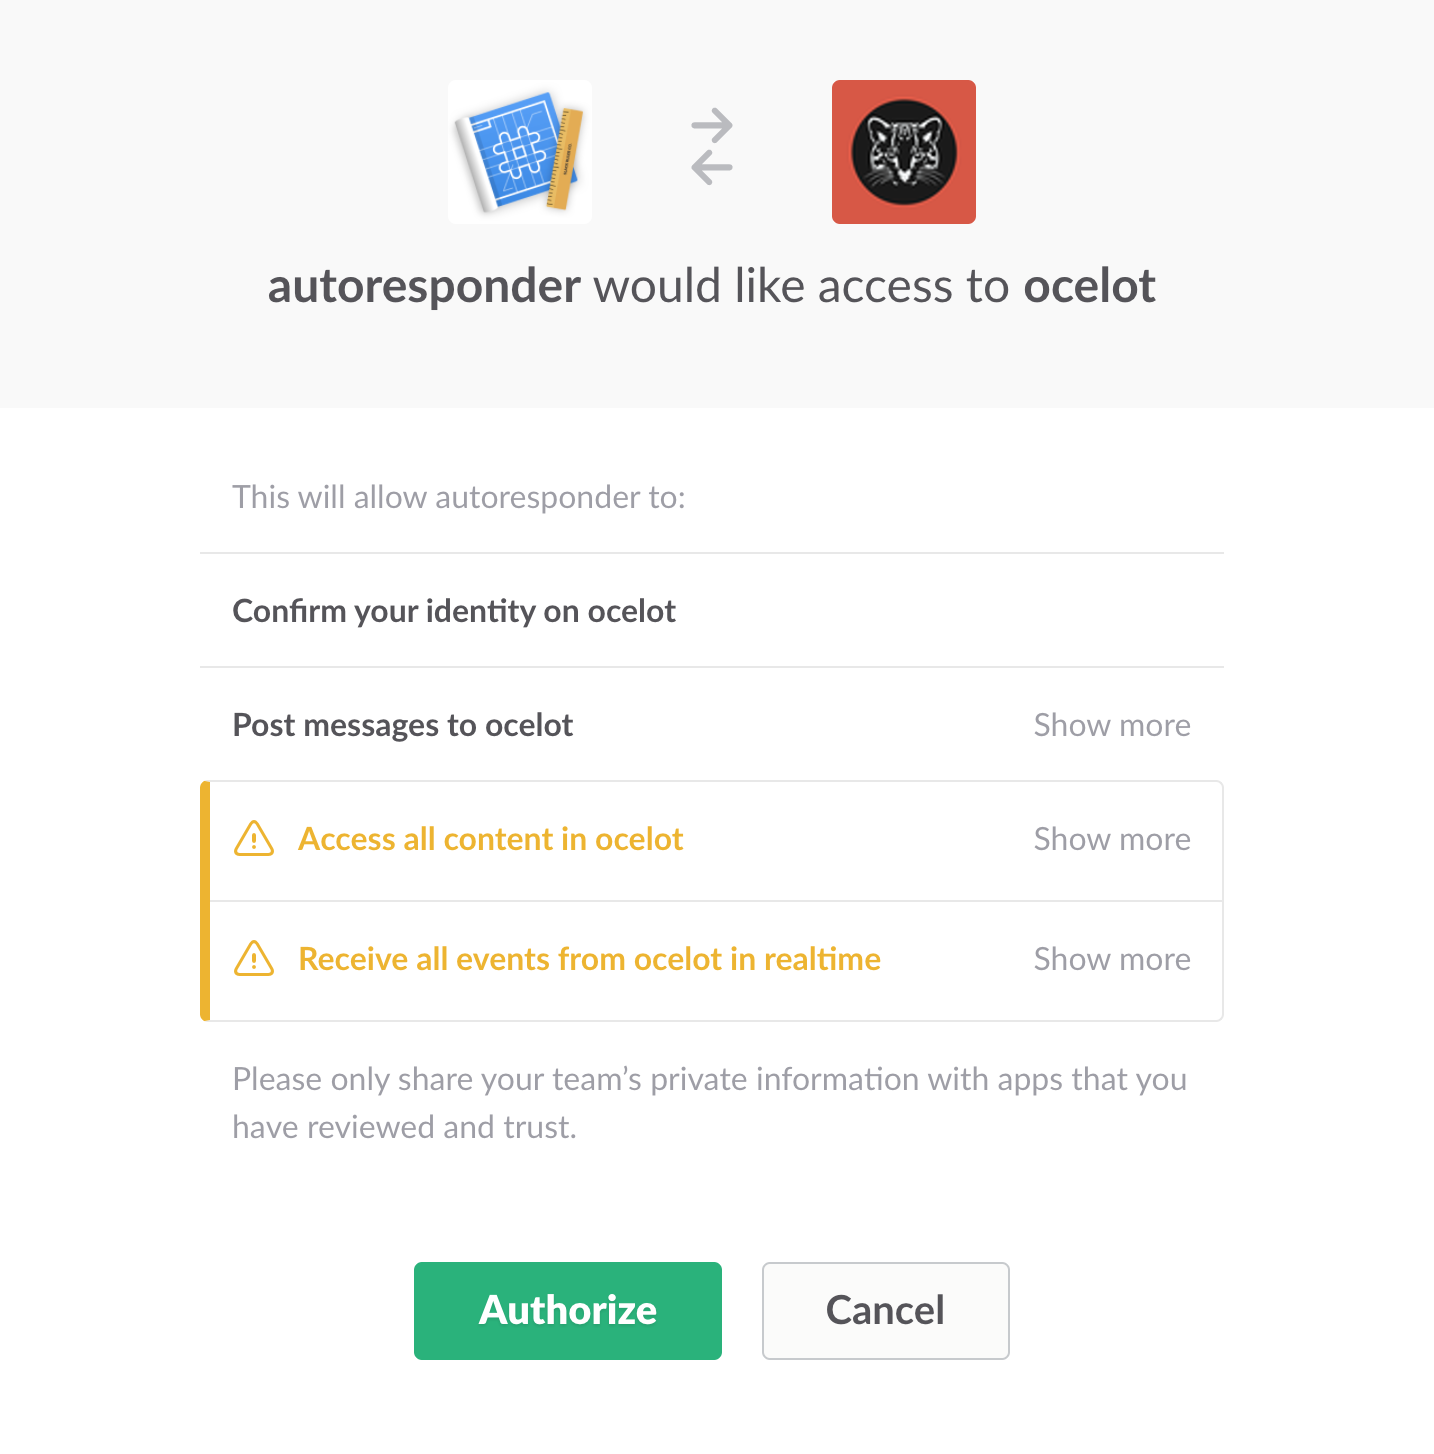 autoresponder would like access to ocelot
This will allow autoresponder to:
Confirm your identity on ocelot
Post messages to ocelot Show more
Access all content in ocelot Show more
Receive all events from ocelot in realtime Show more
Please only share your team’s private information with apps that you
have reviewed and trust.
Authorize Cancel